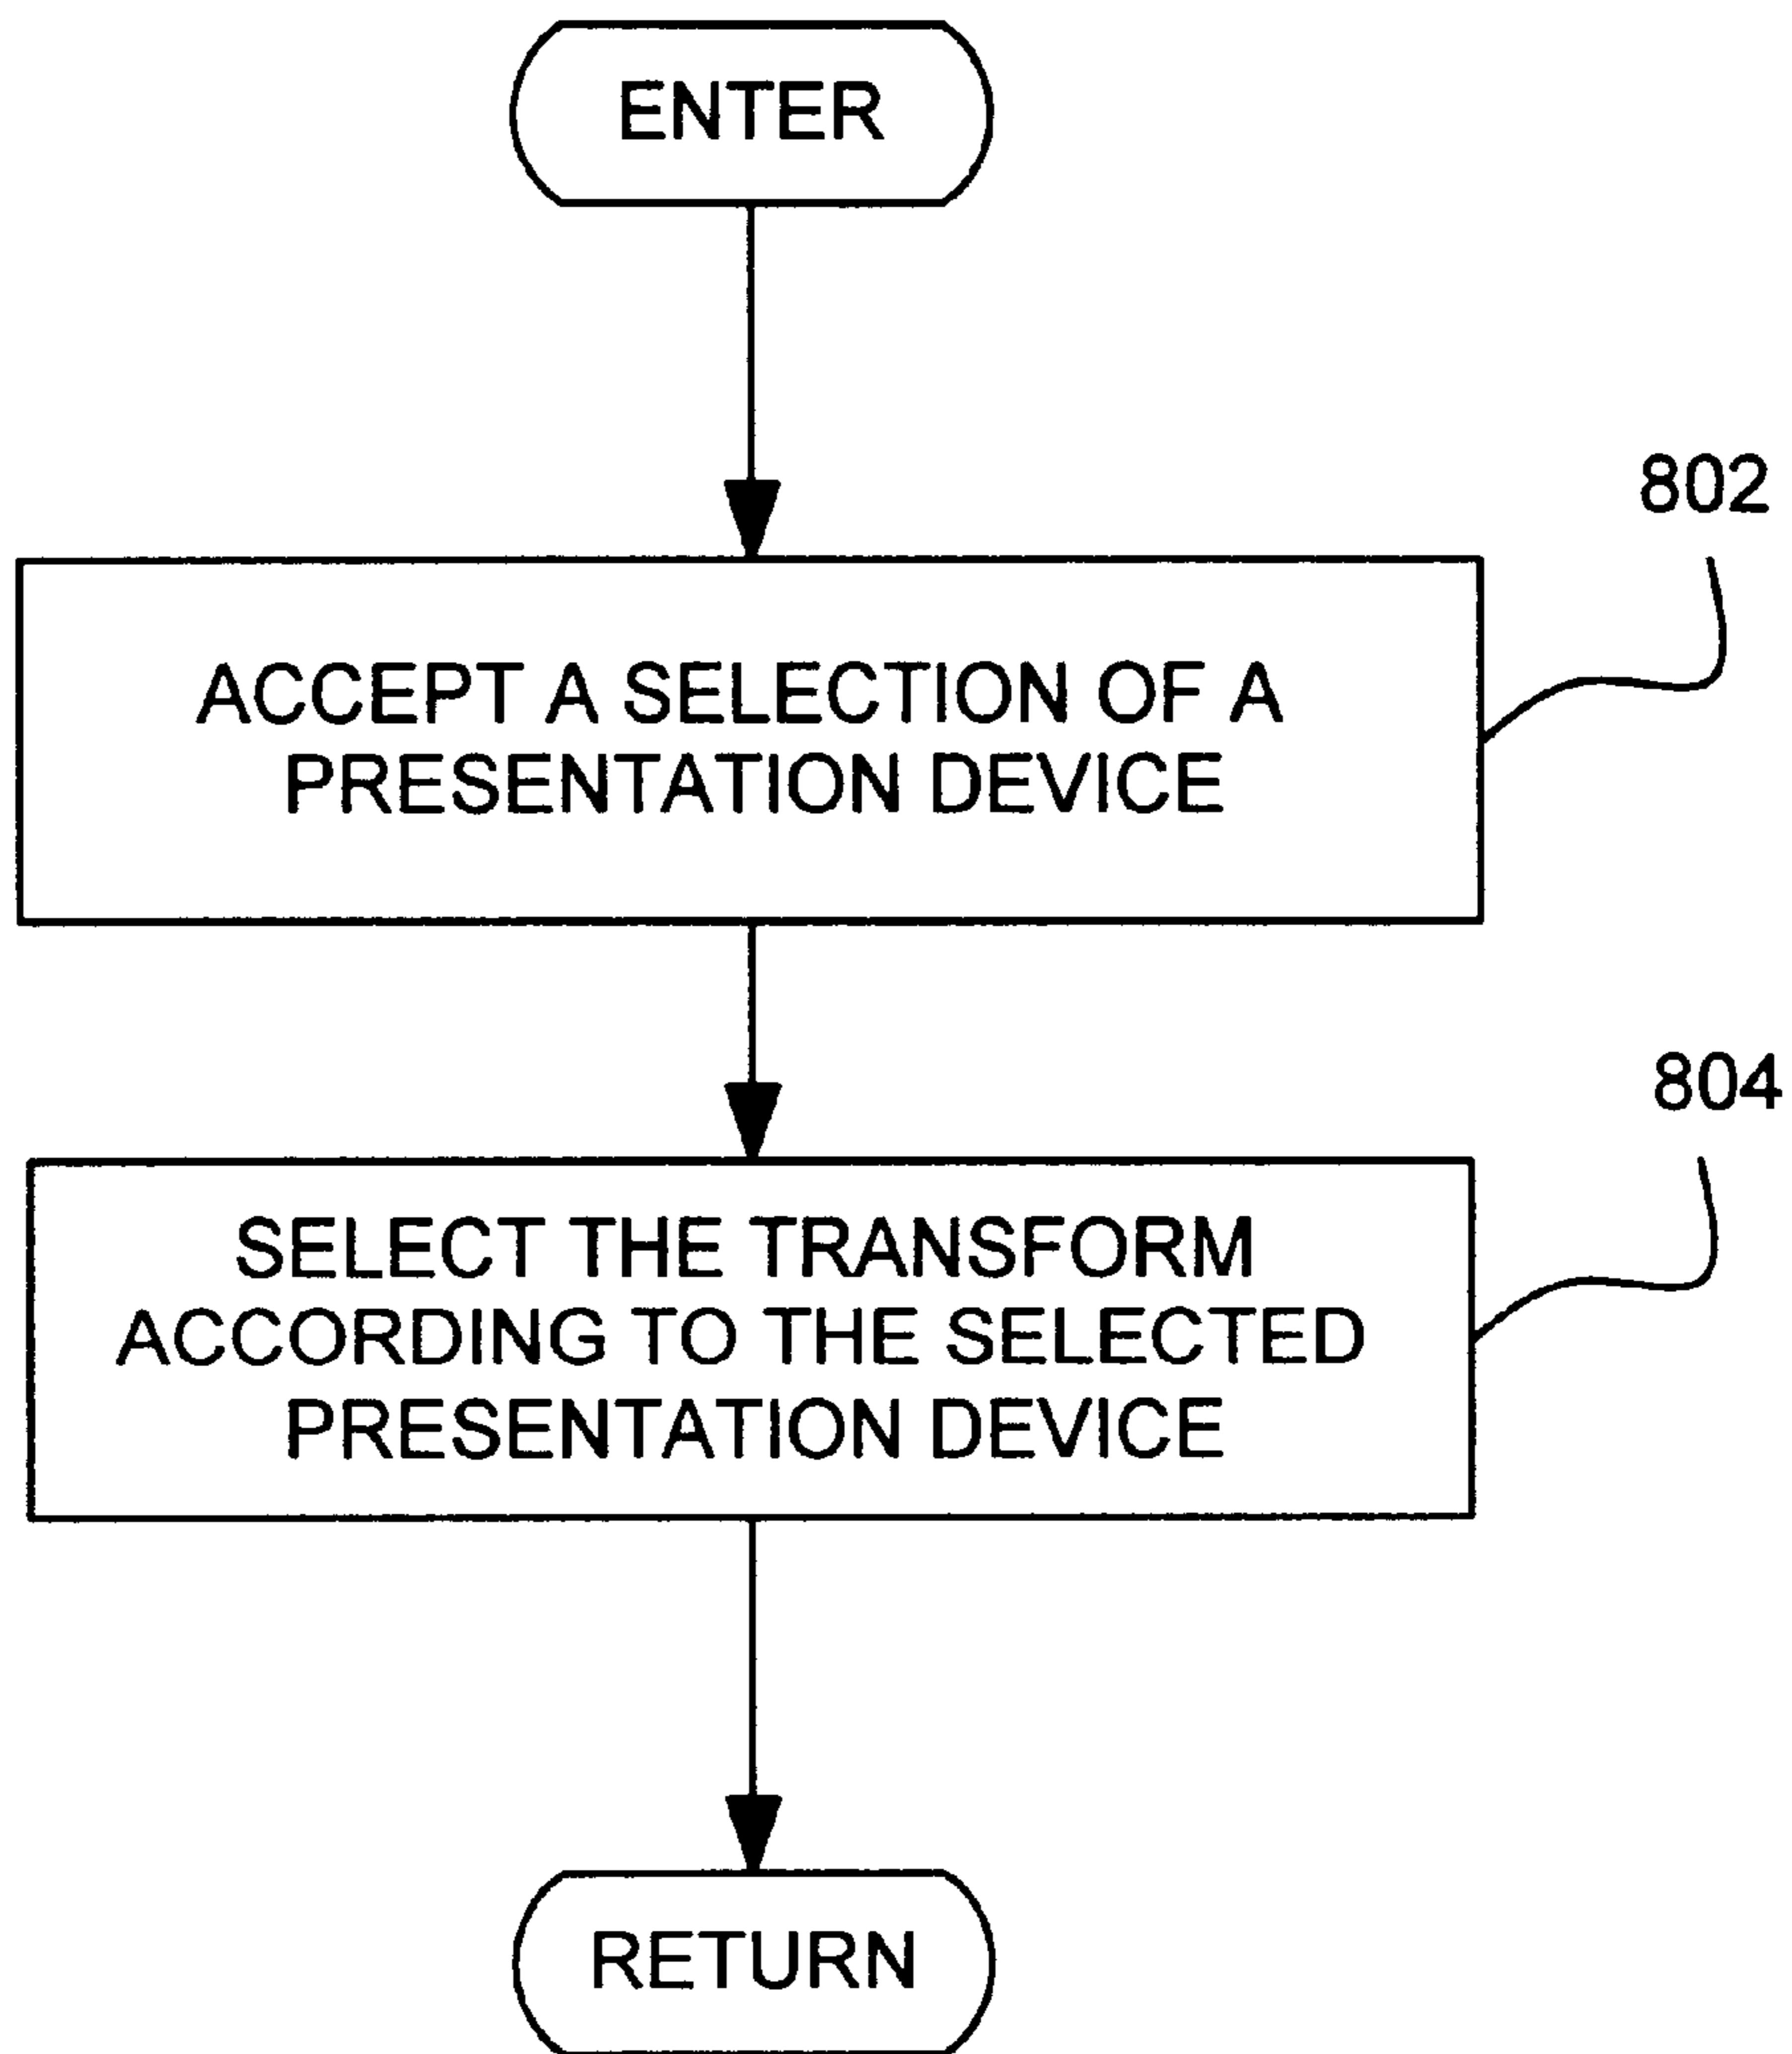 ENTER
802
ACCEPT A SELECTION OF A
PRESENTATION DEVICE
804
SELECT THE TRANSFORM
ACCORDING TO THE SELECTED
PRESENTATION DEVICE
RETURN